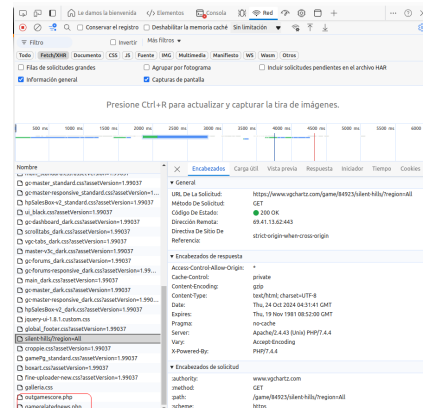 Le damos la bienvenida
Elementos
Consola
Red
Conservar el registro
Deshabilitar la memoria caché
Sin limitación
Filtro
Invertir
Más filtros
Todo Fetch/XHR Documento CSS JS Fuente IMG Multimedia Manifiesto WS Wasm Otros
Filas de solicitudes grandes
Agrupar por fotograma
Incluir solicitudes pendientes en el archivo HAR
Información general
Capturas de pantalla
Presione Ctrl+R para actualizar y capturar la tira de imágenes.
500 ms 1000 ms 1500 ms 2000 ms 2500 ms 3000 ms 3500 ms 4000 ms 4500 ms 5000 ms 5500 ms 6000
Nombre
main_standard.css?assetVersion=1.99037
gc-master_standard.css?assetVersion=1.99037
gc-master-responsive_standard.css?assetVersion=1...
hpSalesBox-v2_standard.css?assetVersion=1.99037
ui_black.css?assetVersion=1.99037
gc-dashboard_dark.css?assetVersion=1.99037
scrolltabs_dark.css?assetVersion=1.99037
vgc-tabs_dark.css?assetVersion=1.99037
master-v3c_dark.css?assetVersion=1.99037
gc-forums_dark.css?assetVersion=1.99037
gc-forums-responsive_dark.css?assetVersion=1.99...
main_dark.css?assetVersion=1.99037
gc-master_dark.css?assetVersion=1.99037
gc-master-responsive_dark.css?assetVersion=1.990...
hpSalesBox-v2_dark.css?assetVersion=1.99037
jquery-ui-1.8.1.custom.css
global_footer.css?assetVersion=1.99037
silent-hills/?region=All
croppie.css?assetVersion=1.99037
gamePg_standard.css?assetVersion=1.99037
boxart.css?assetVersion=1.99037
fine-uploader-new.css?assetVersion=1.99037
galleria.css
outgamescore.php
gamerelatednews.php
Encabezados Carga útil Vista previa Respuesta Iniciador Tiempo Cookies
General
URL De La Solicitud: https://www.vgchartz.com/game/84923/silent-hills/?region=All
Método De Solicitud: GET
Código De Estado: 200 OK
Dirección Remota: 69.41.13.62:443
Directiva De Sitio De Referencia: strict-origin-when-cross-origin
Encabezados de respuesta
Access-Control-Allow-Origin: *
Cache-Control: private
Content-Encoding: gzip
Content-Type: text/html; charset=UTF-8
Date: Thu, 24 Oct 2024 04:31:41 GMT
Expires: Thu, 19 Nov 1981 08:52:00 GMT
Pragma: no-cache
Server: Apache/2.4.43 (Unix) PHP/7.4.4
Vary: Accept-Encoding
X-Powered-By: PHP/7.4.4
Encabezados de solicitud
:authority: www.vgchartz.com
:method: GET
:path: /game/84923/silent-hills/?region=All
:scheme: https